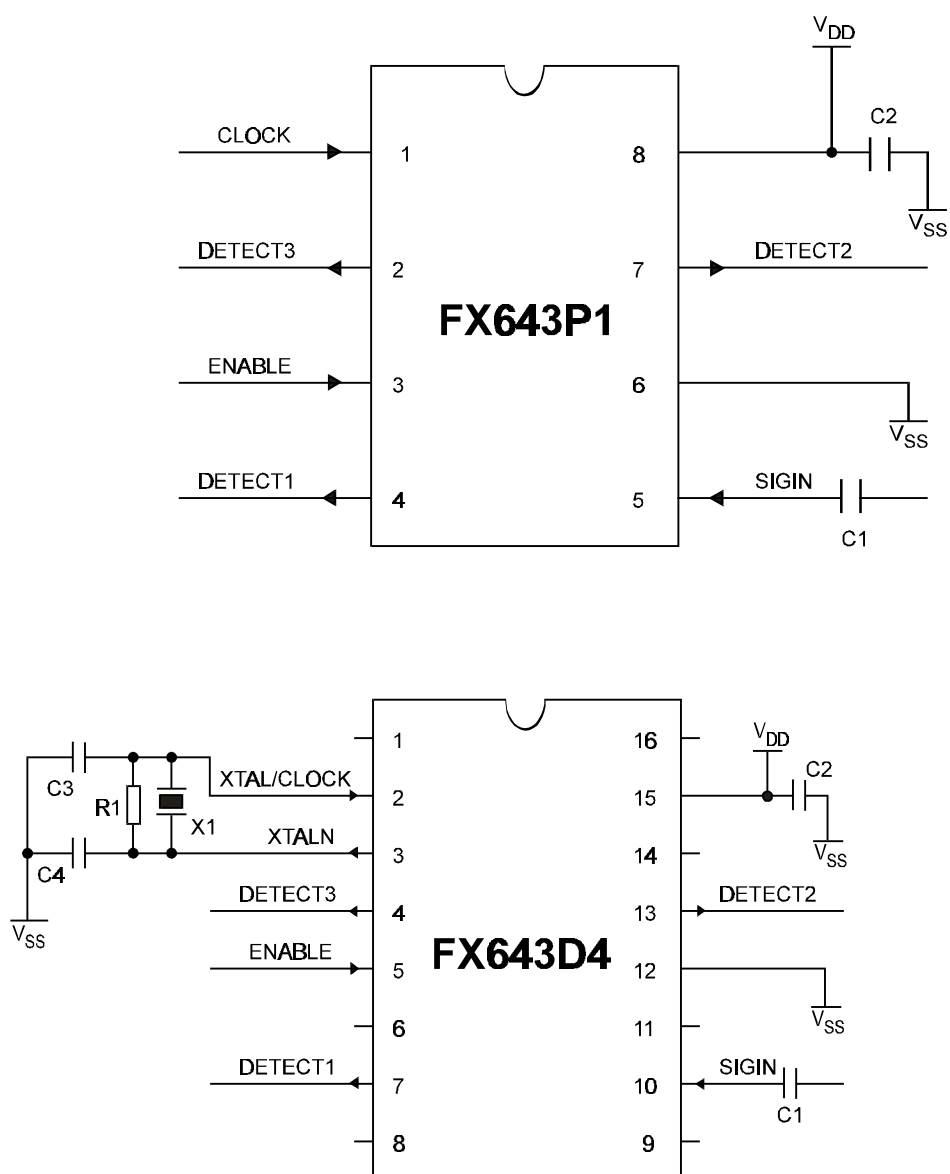 VDD
C2
CLOCK
1
8
VSS
DETECT3
2
7
DETECT2
FX643P1
ENABLE
3
6
VSS
DETECT1
4
5
SIGIN
C1
1
16
VDD
C2
C3
XTAL/CLOCK
2
15
R1
X1
XTALN
3
14
VSS
C4
DETECT3
4
13
DETECT2
VSS
ENABLE
5
FX643D4
12
6
11
VSS
DETECT1
7
10
SIGIN
C1
8
9